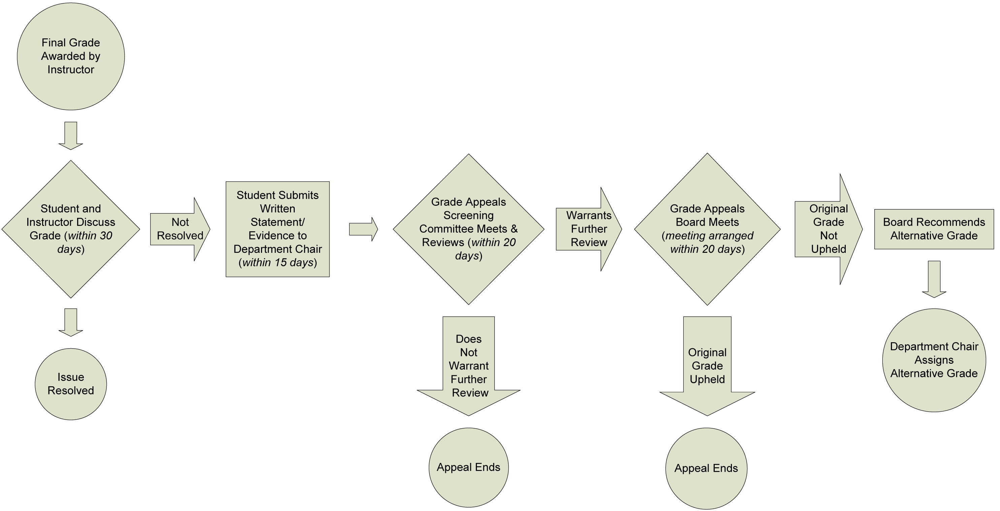 Final Grade
Awarded by
Instructor
Student and
Instructor Discuss
Grade (within 30
days)
Issue
Resolved
Not
Resolved
Student Submits
Written
Statement/
Evidence to
Department Chair
(within 15 days)
Grade Appeals
Screening
Committee Meets &
Reviews (within 20
days)
Does
Not
Warrant
Further
Review
Appeal Ends
Warrants
Further
Review
Grade Appeals
Board Meets
(meeting arranged
within 20 days)
Original
Grade
Upheld
Appeal Ends
Original
Grade
Not
Upheld
Board Recommends
Alternative Grade
Department Chair
Assigns
Alternative Grade